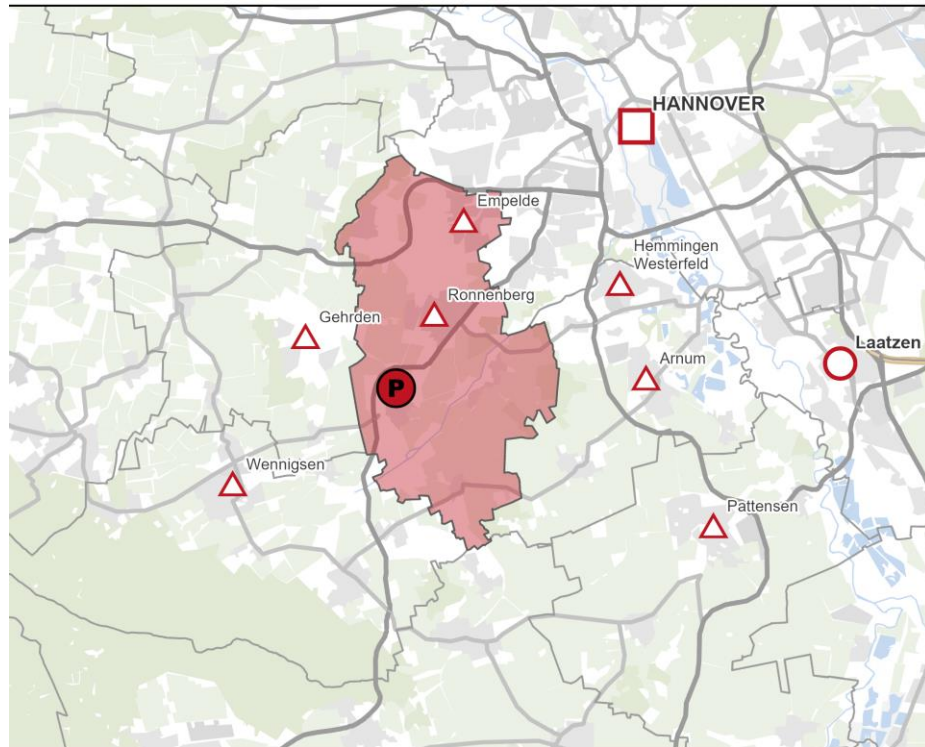 HANNOVER
Empelde
Hemmingen
Westerfeld
Ronnenberg
Gehrden
Laatzen
Arnum
P
Wennigsen
Pattensen